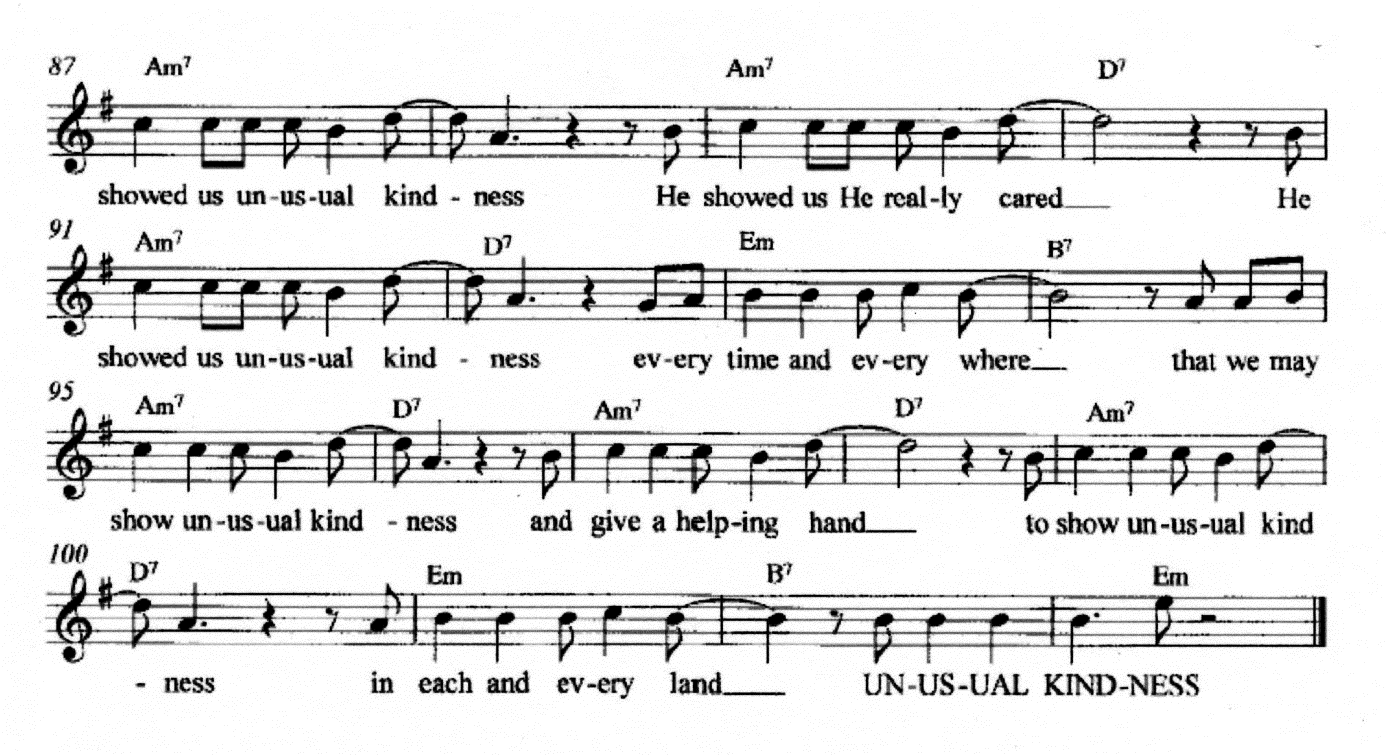 87 Am7 Am7 D7
showed us un-us-ual kind - ness He showed us He real-ly cared___ He
91 Am7 D7 Em B7
showed us un-us-ual kind - ness ev-ery time and ev-ery where___ that we may
95 Am7 D7 Am7 D7 Am7
show un-us-ual kind - ness and give a help-ing hand___ to show un-us-ual kind
100 D7 Em B7 Em
- ness in each and ev-ery land___ UN-US-UAL KIND-NESS